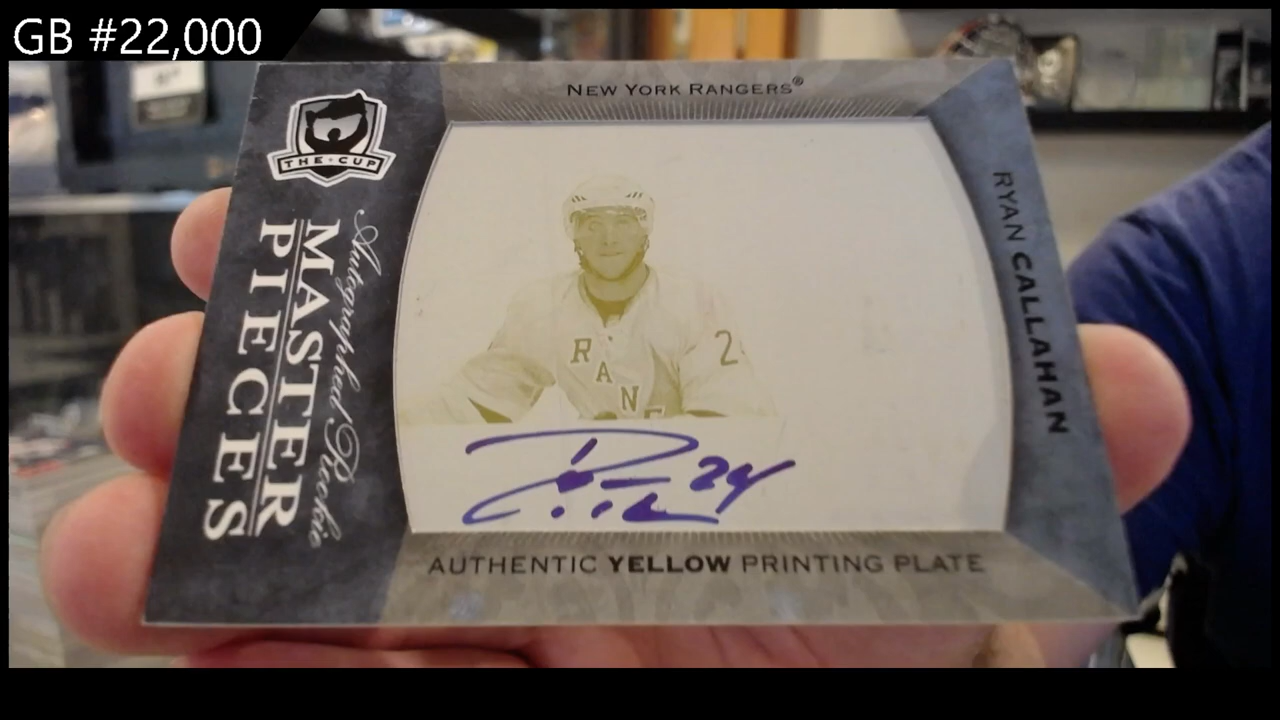 GB #22,000
NEW YORK RANGERS®
THE CUP
Autographed Rookie
MASTER
PIECES
RYAN CALLAHAN
RAN
2
24
AUTHENTIC YELLOW PRINTING PLATE